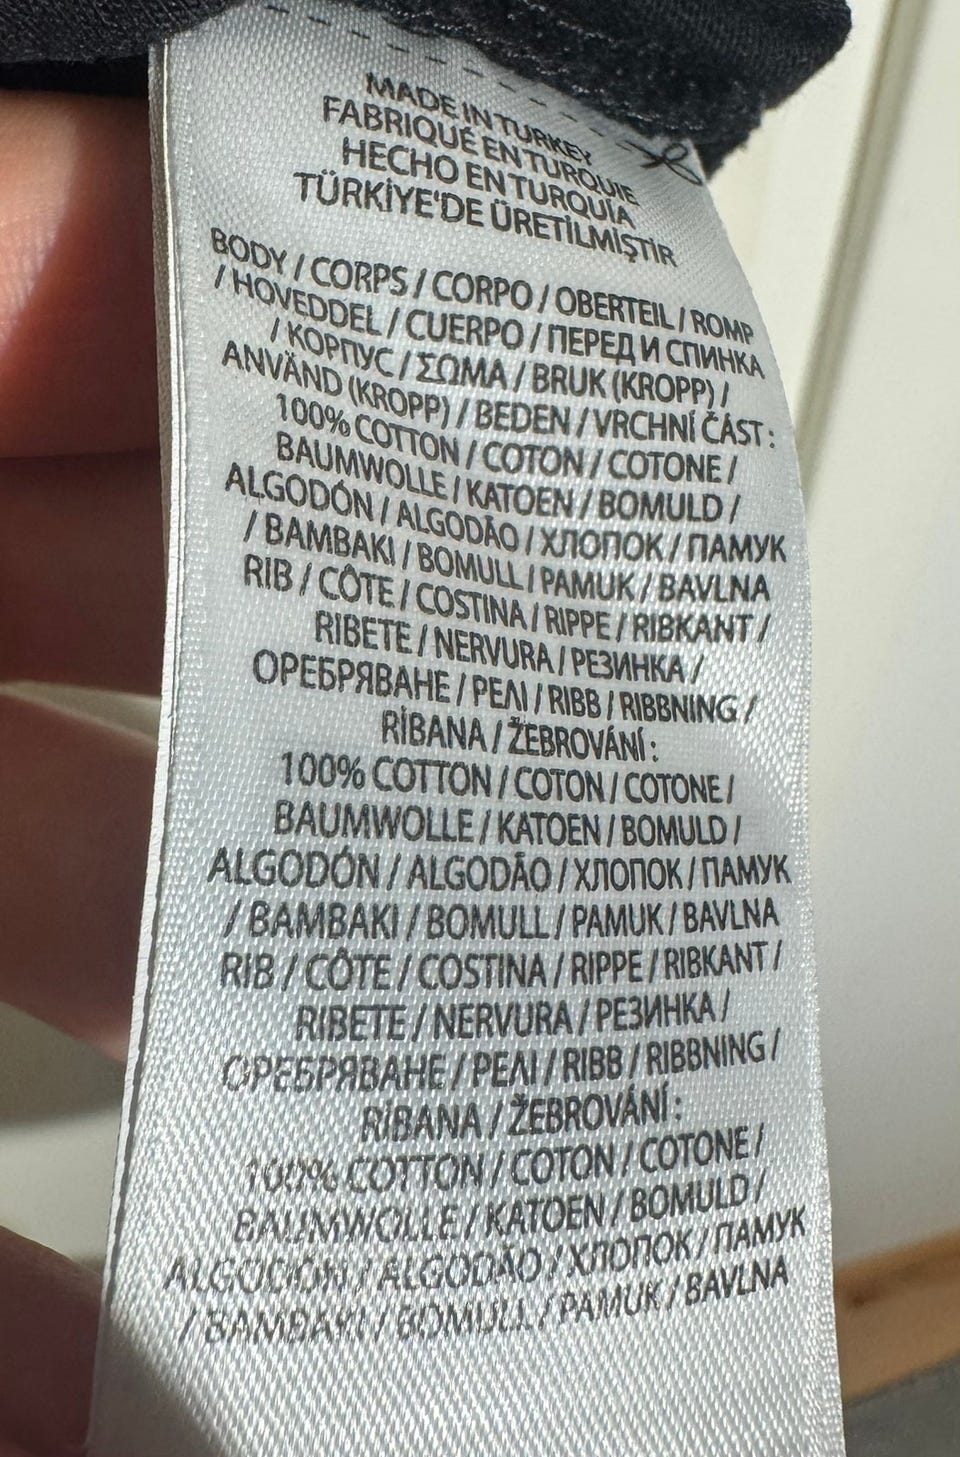 MADE IN TURKEY
FABRIQUÉ EN TURQUIE
HECHO EN TURQUIA
TÜRKİYE'DE ÜRETİLMİŞTİR
BODY / CORPS / CORPO / OBERTEIL / ROMP
/ HOVEDDEL / CUERPO / ПЕРЕД И СПИНКА
/ КОРПУС / ΣΩΜΑ / BRUK (KROPP) /
ANVÄND (KROPP) / BEDEN / VRCHNÍ ČÁST :
100% COTTON / COTON / COTONE /
BAUMWOLLE / KATOEN / BOMULD /
ALGODÓN / ALGODÃO / ХЛОПОК / ПАМУК
/ BAMBAKI / BOMULL / PAMUK / BAVLNA
RIB / CÔTE / COSTINA / RIPPE / RIBKANT /
RIBETE / NERVURA / РЕЗИНКА /
ОРЕБРЯВАНЕ / ΡΕΛΙ / RIBB / RIBBNING /
RİBANA / ŽEBROVÁNÍ :
100% COTTON / COTON / COTONE /
BAUMWOLLE / KATOEN / BOMULD /
ALGODÓN / ALGODÃO / ХЛОПОК / ПАМУК
/ BAMBAKI / BOMULL / PAMUK / BAVLNA
RIB / CÔTE / COSTINA / RIPPE / RIBKANT /
RIBETE / NERVURA / РЕЗИНКА /
ОРЕБРЯВАНЕ / ΡΕΛΙ / RIBB / RIBBNING /
RİBANA / ŽEBROVÁNÍ :
100% COTTON / COTON / COTONE /
BAUMWOLLE / KATOEN / BOMULD /
ALGODÓN / ALGODÃO / ХЛОПОК / ПАМУК
/ BAMBAKI / BOMULL / PAMUK / BAVLNA